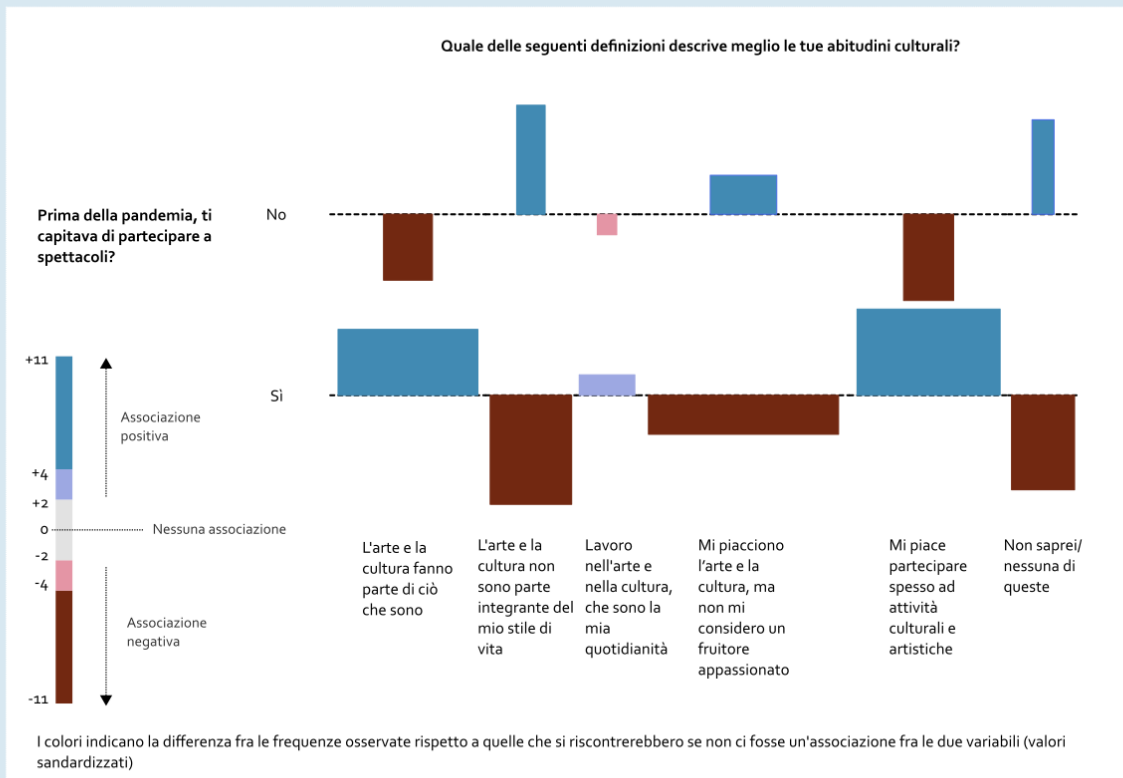 Quale delle seguenti definizioni descrive meglio le tue abitudini culturali?
Prima della pandemia, ti
capitava di partecipare a
spettacoli?
No
Sì
+11
+4
+2
0
-2
-4
-11
Associazione
positiva
Nessuna associazione
Associazione
negativa
L'arte e la
cultura fanno
parte di ciò
che sono
L'arte e la
cultura non
sono parte
integrante del
mio stile di
vita
Lavoro
nell'arte e
nella cultura,
che sono la
mia
quotidianità
Mi piacciono
l'arte e la
cultura, ma
non mi
considero un
fruitore
appassionato
Mi piace
partecipare
spesso ad
attività
culturali e
artistiche
Non saprei/
nessuna di
queste
I colori indicano la differenza fra le frequenze osservate rispetto a quelle che si riscontrerebbero se non ci fosse un'associazione fra le due variabili (valori
sandardizzati)